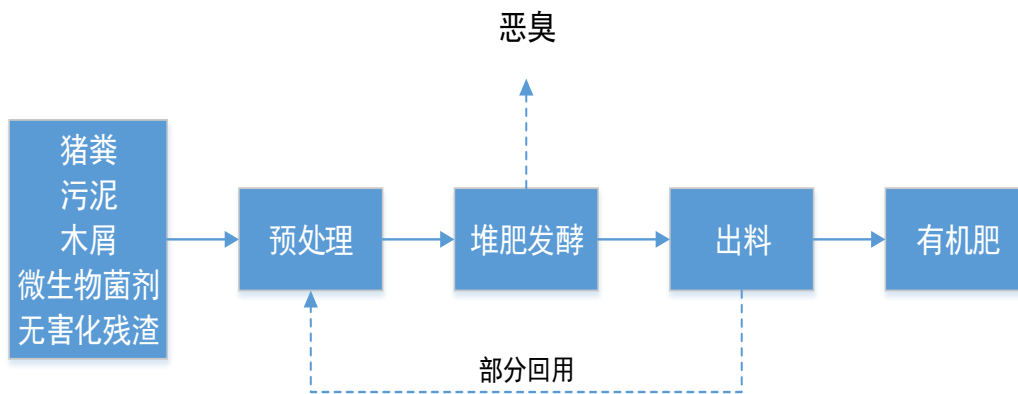 恶臭
猪粪
污泥
木屑
微生物菌剂
无害化残渣
预处理
堆肥发酵
出料
有机肥
部分回用